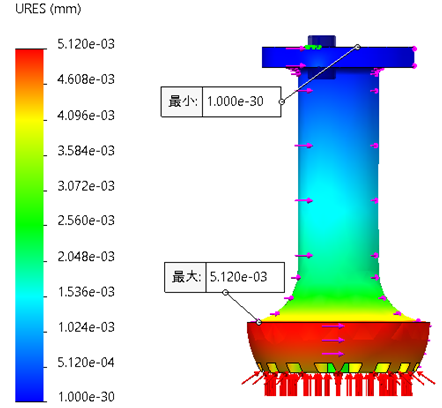 URES (mm)
5.120e-03
4.608e-03
4.096e-03
3.584e-03
3.072e-03
2.560e-03
2.048e-03
1.536e-03
1.024e-03
5.120e-04
1.000e-30
最小: 1.000e-30
最大: 5.120e-03